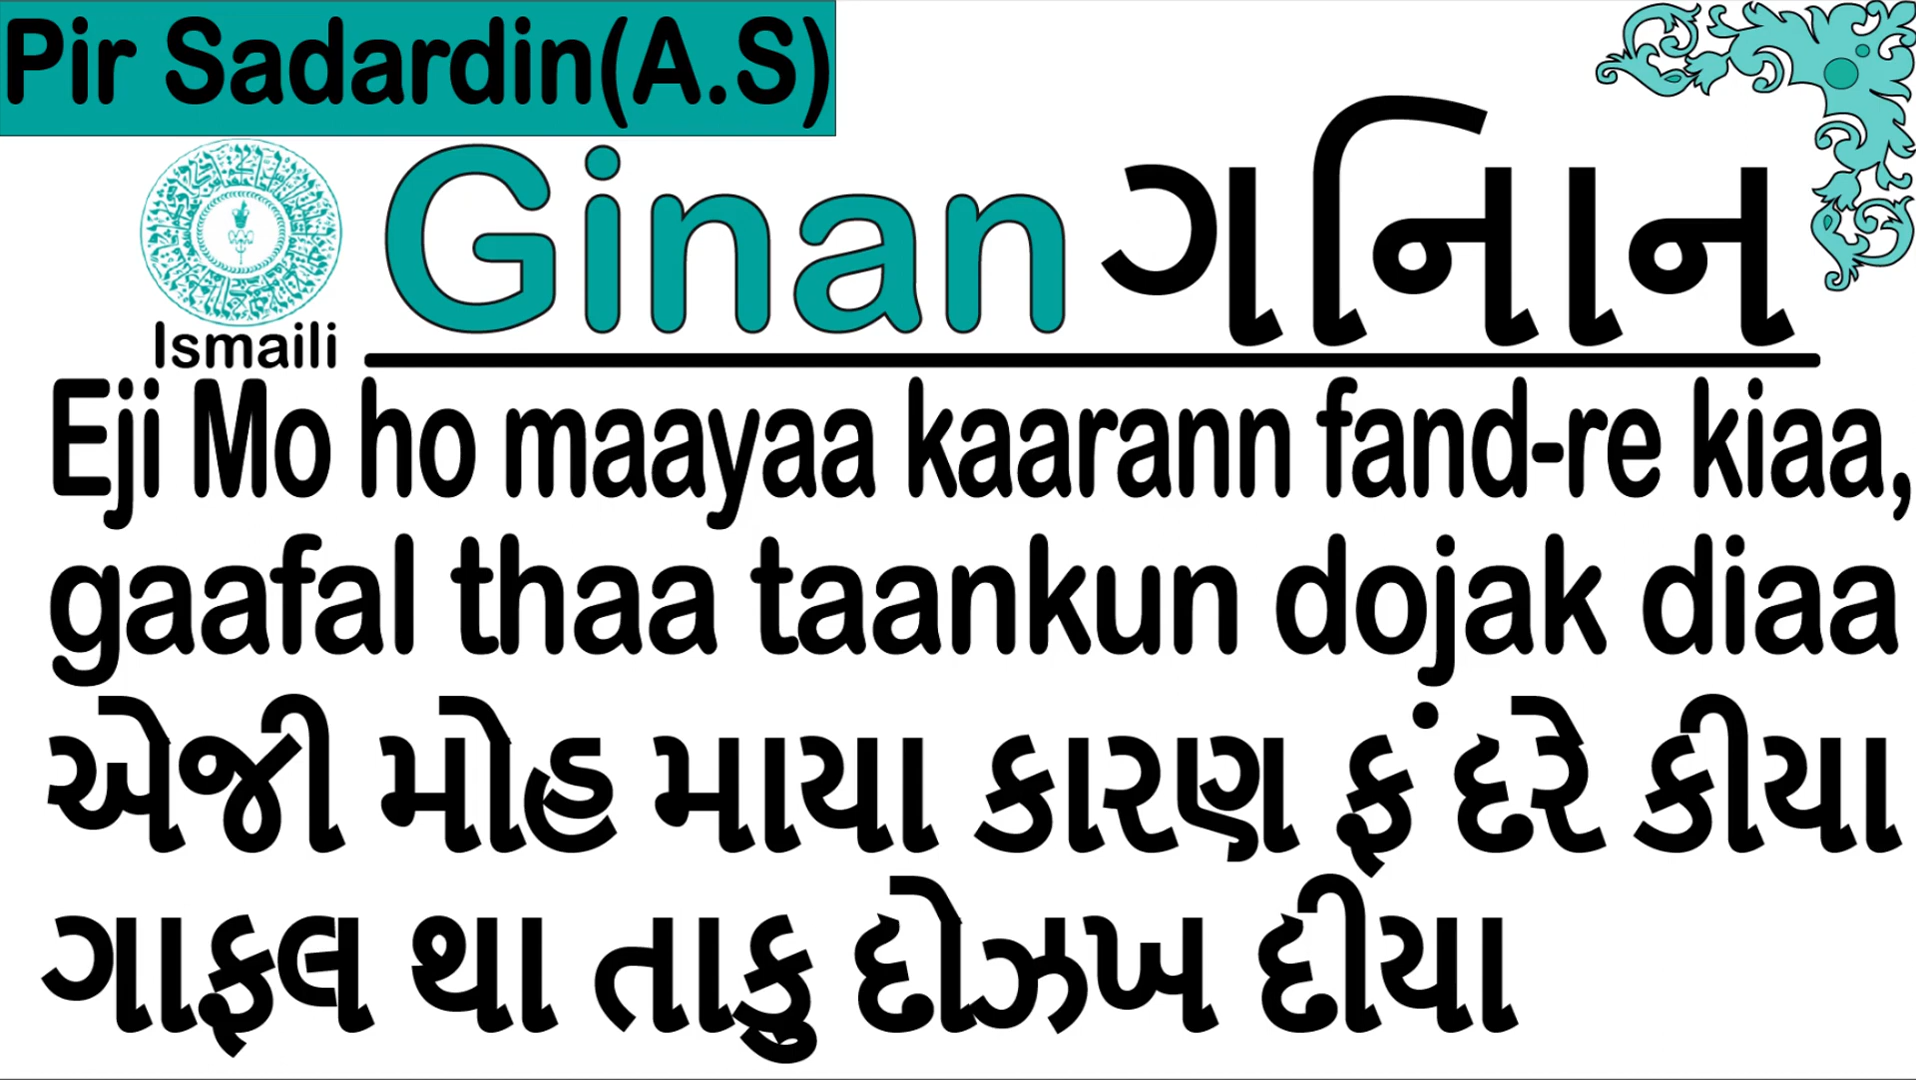 Pir Sadardin(A.S)
Ginan ગિનાન
Ismaili
Eji Mo ho maayaa kaarann fand-re kiaa,
gaafal thaa taankun dojak diaa
એજી મોહ માયા કારણ ફં દરે કીયા
ગાફલ થા તાકુ દોઝખ દીયા